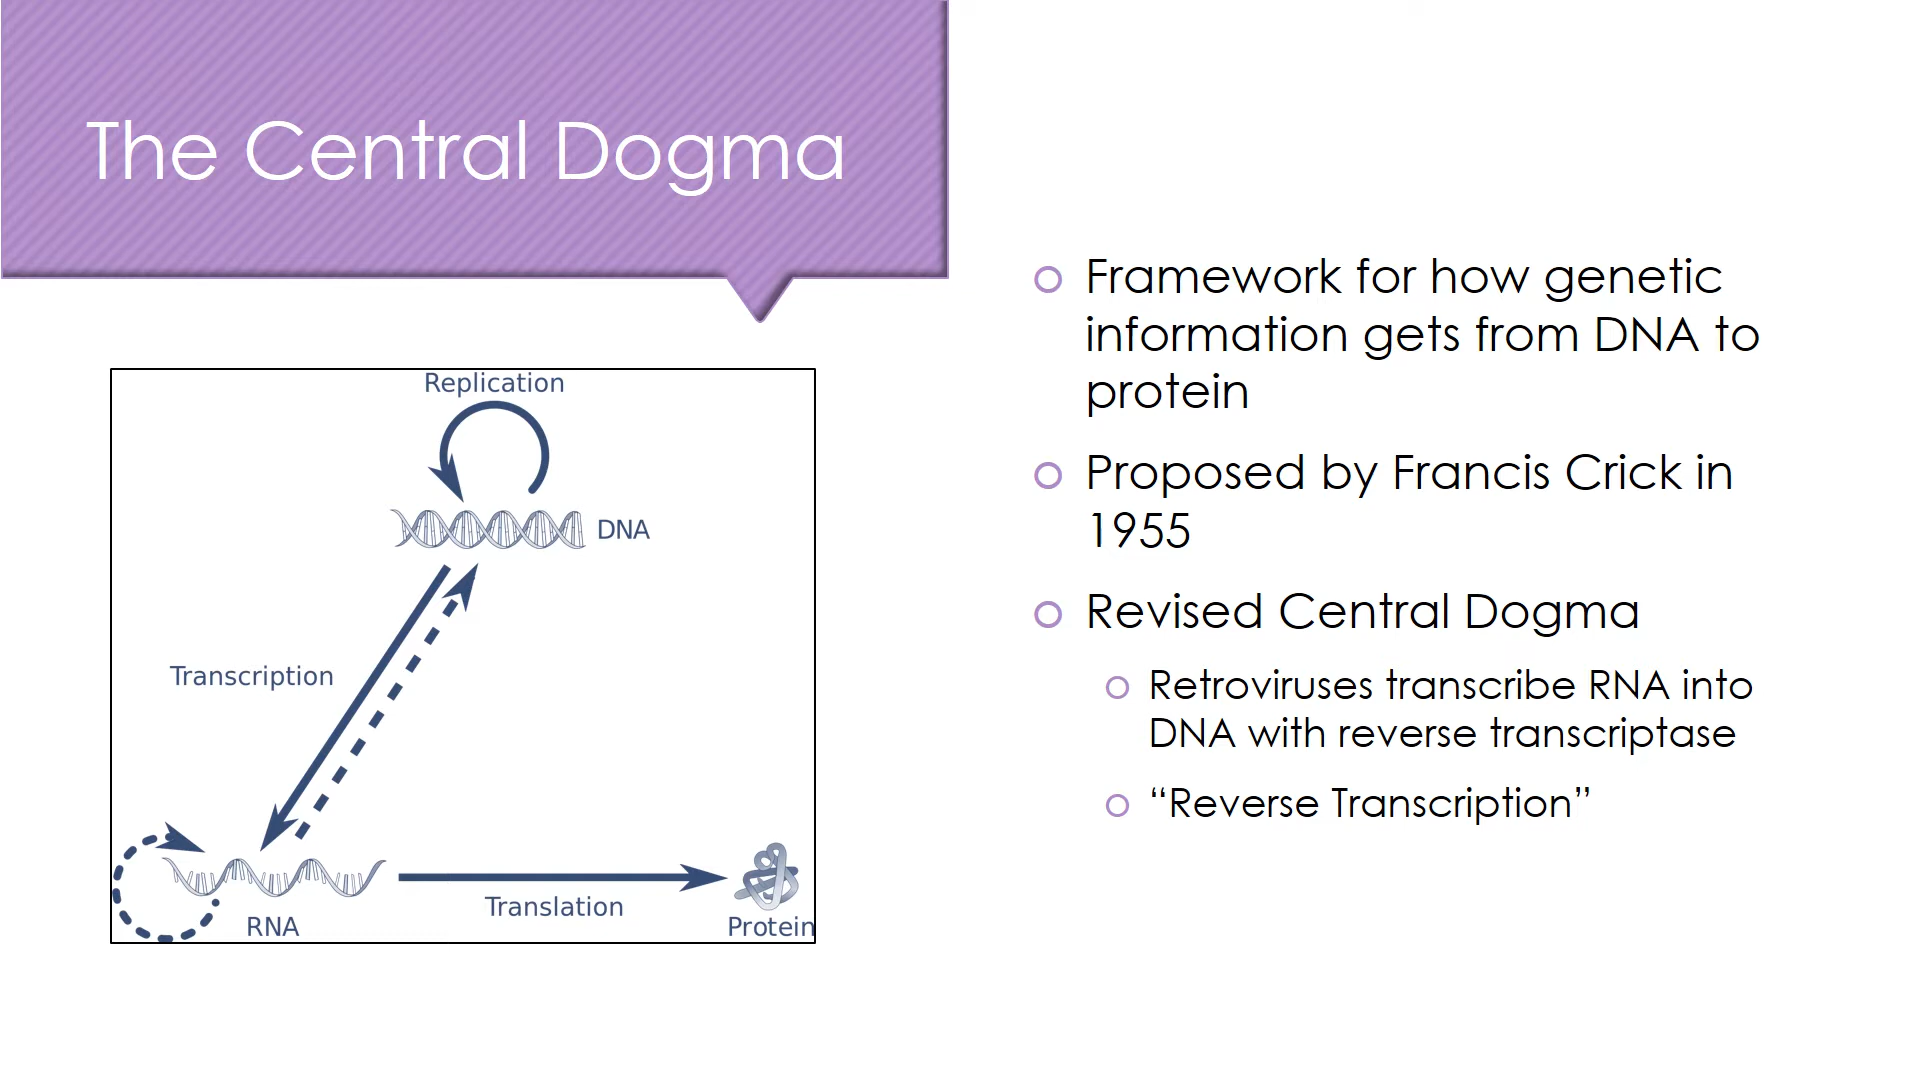 The Central Dogma
Replication
DNA
Transcription
Translation
RNA
Protein
Framework for how genetic
information gets from DNA to
protein
Proposed by Francis Crick in
1955
Revised Central Dogma
Retroviruses transcribe RNA into
DNA with reverse transcriptase
“Reverse Transcription”